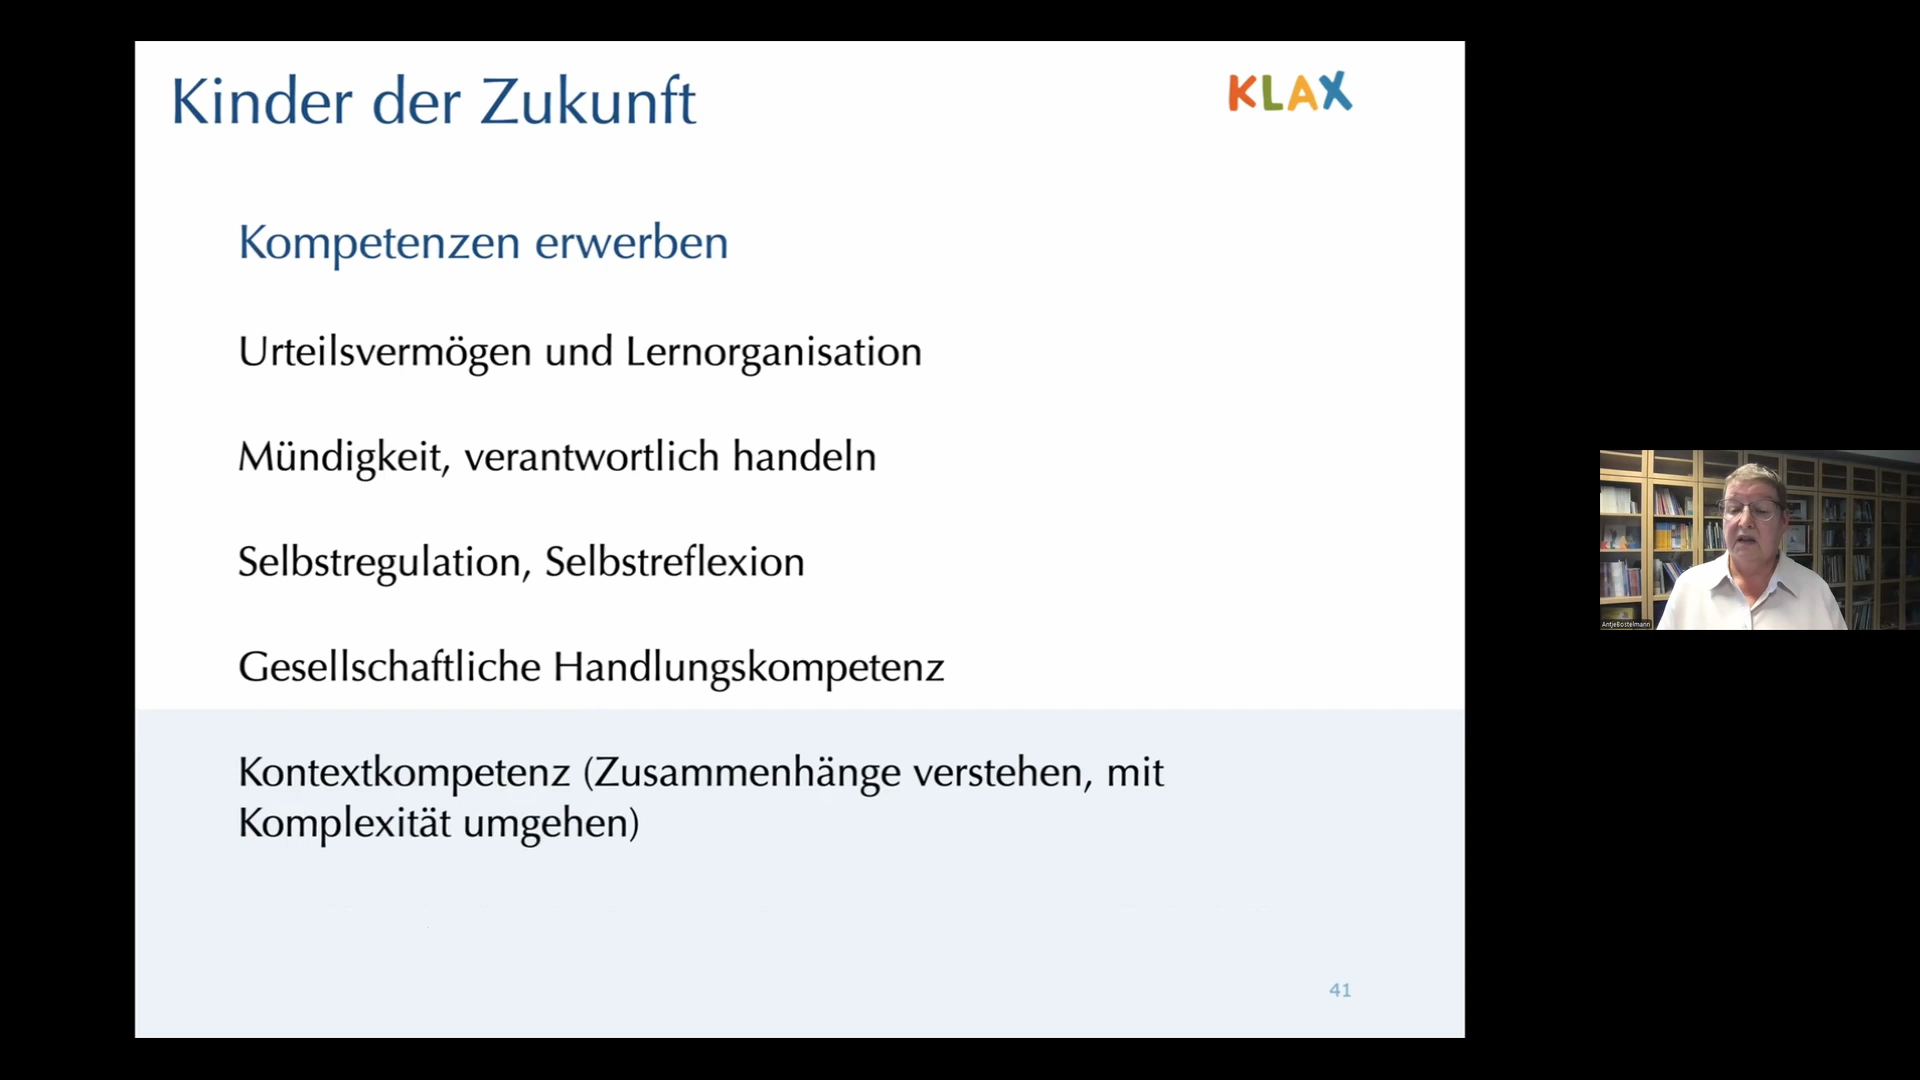 Kinder der Zukunft
KLAX
Kompetenzen erwerben
Urteilsvermögen und Lernorganisation
Mündigkeit, verantwortlich handeln
Selbstregulation, Selbstreflexion
Gesellschaftliche Handlungskompetenz
Kontextkompetenz (Zusammenhänge verstehen, mit
Komplexität umgehen)
41
AntjeBostelmann